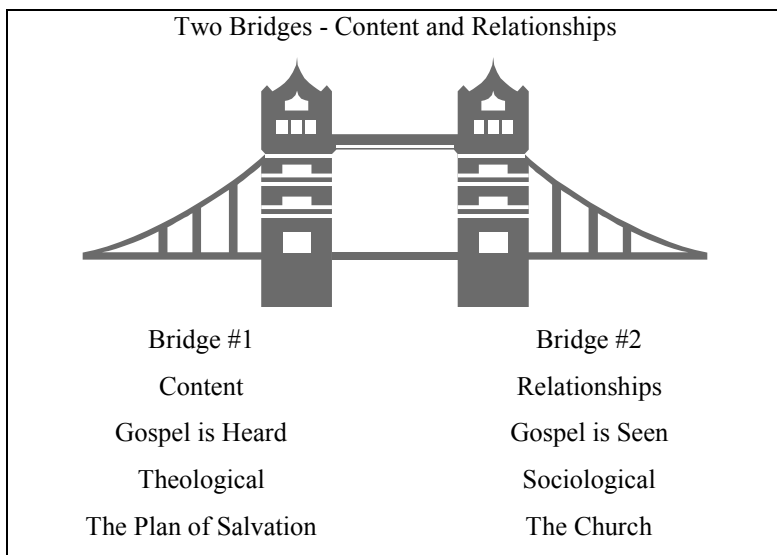 Two Bridges - Content and Relationships
Bridge #1
Content
Gospel is Heard
Theological
The Plan of Salvation
Bridge #2
Relationships
Gospel is Seen
Sociological
The Church